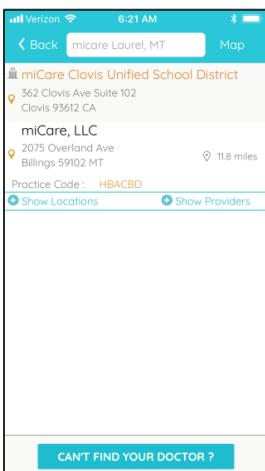 Verizon 6:21 AM
Back micare Laurel, MT Map
miCare Clovis Unified School District
362 Clovis Ave Suite 102
Clovis 93612 CA
miCare, LLC
2075 Overland Ave
Billings 59102 MT
11.8 miles
Practice Code : HBACBD
Show Locations Show Providers
CAN'T FIND YOUR DOCTOR ?